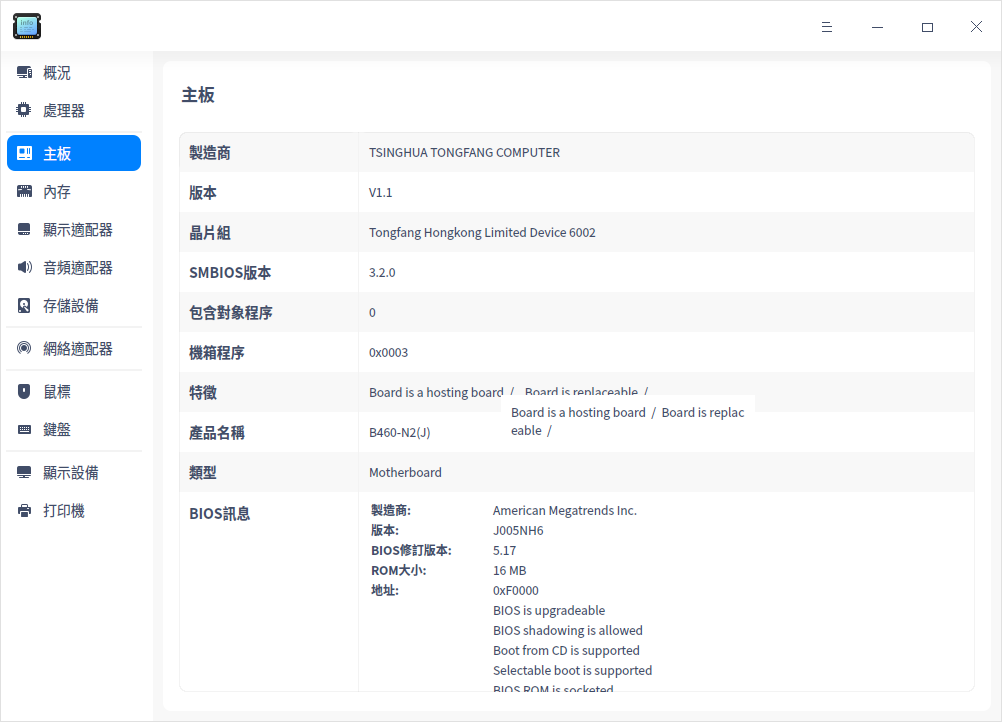 info
概況
處理器
主板
內存
顯示適配器
音頻適配器
存儲設備
網絡適配器
鼠標
鍵盤
顯示設備
打印機
主板
製造商 TSINGHUA TONGFANG COMPUTER
版本 V1.1
晶片組 Tongfang Hongkong Limited Device 6002
SMBIOS版本 3.2.0
包含對象程序 0
機箱程序 0x0003
特徵 Board is a hosting board / Board is replaceable /
Board is a hosting board / Board is replac
eable /
產品名稱 B460-N2(J)
類型 Motherboard
BIOS訊息
製造商: American Megatrends Inc.
版本: J005NH6
BIOS修訂版本: 5.17
ROM大小: 16 MB
地址: 0xF0000
BIOS is upgradeable
BIOS shadowing is allowed
Boot from CD is supported
Selectable boot is supported
BIOS ROM is socketed